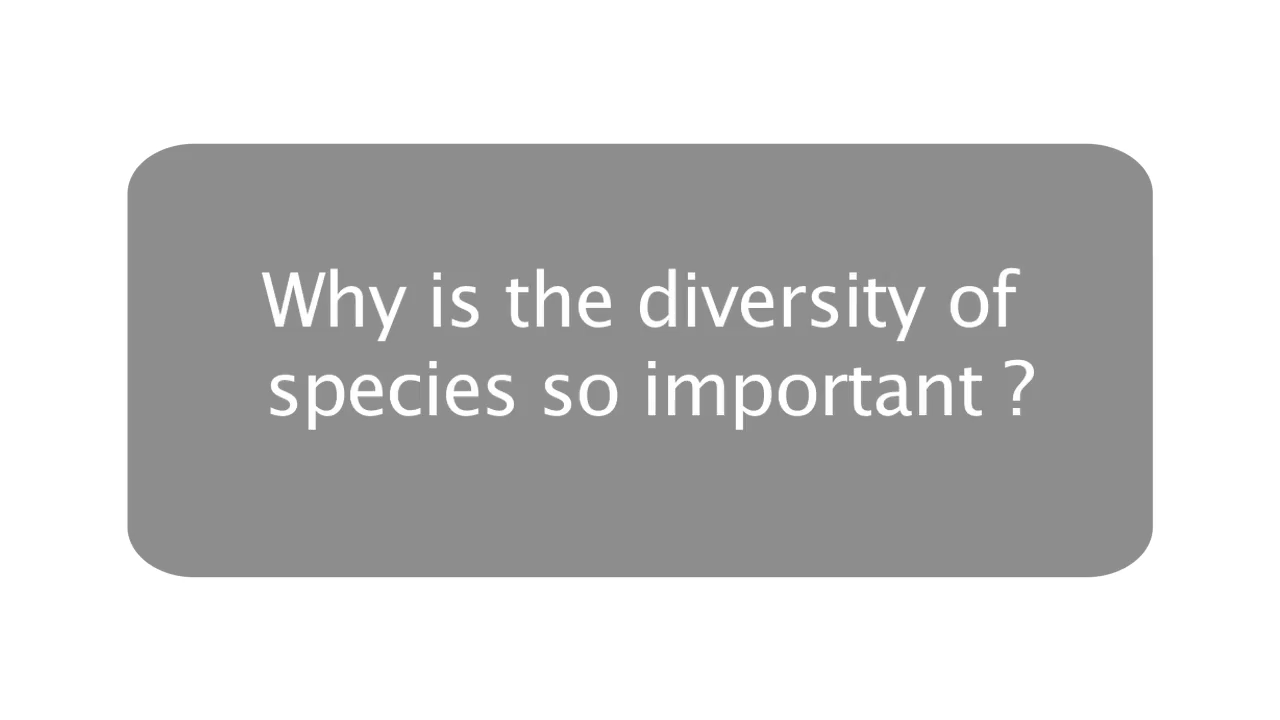 Why is the diversity of
species so important ?